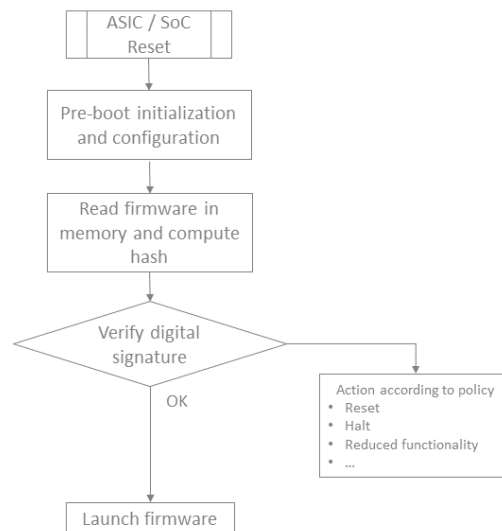 ASIC / SoC
Reset
Pre-boot initialization
and configuration
Read firmware in
memory and compute
hash
Verify digital
signature
OK
Action according to policy
• Reset
• Halt
• Reduced functionality
• ...
Launch firmware